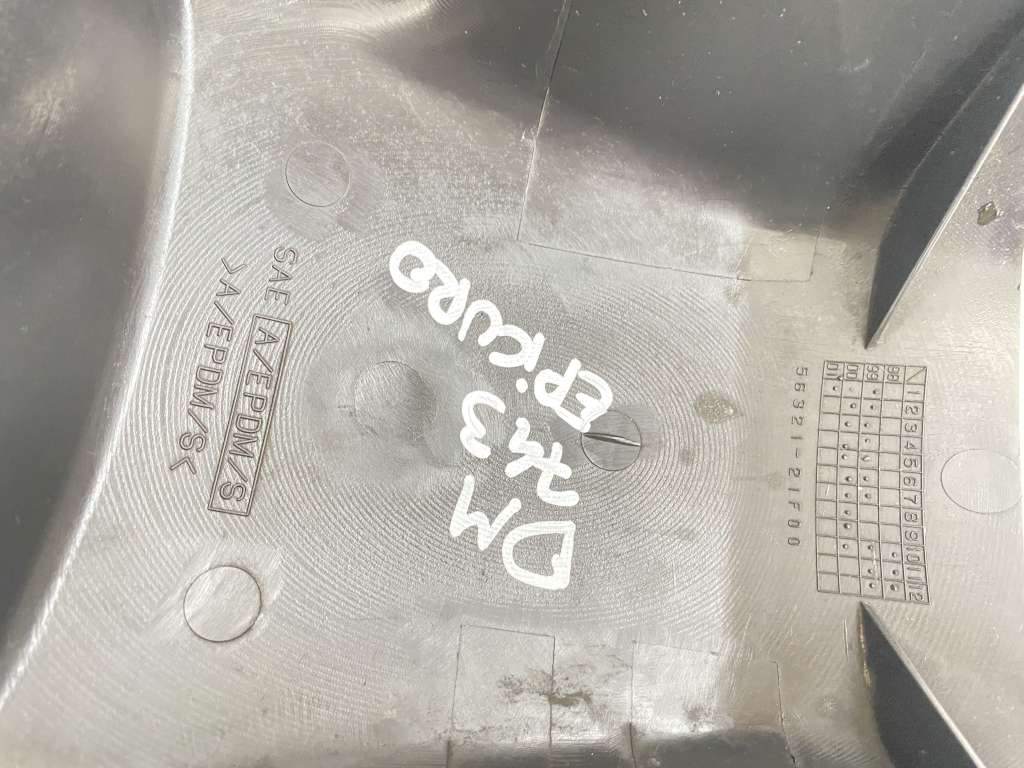 SAE A/EPDM/S
>A/EPDM/S<
DM
EPiCURO
56321-21F00
98 1 2 3 4 5 6 7 8 9 10 11 12
99
00
01